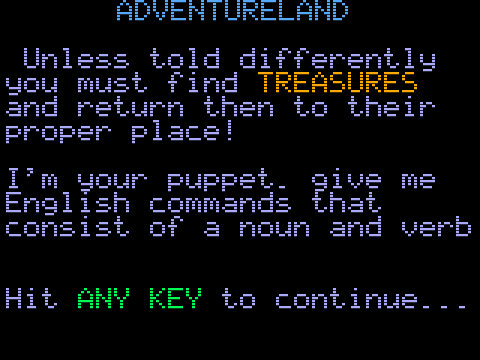 ADVENTURELAND
Unless told differently
you must find TREASURES
and return then to their
proper place!
I'm your puppet. give me
English commands that
consist of a noun and verb
Hit ANY KEY to continue...